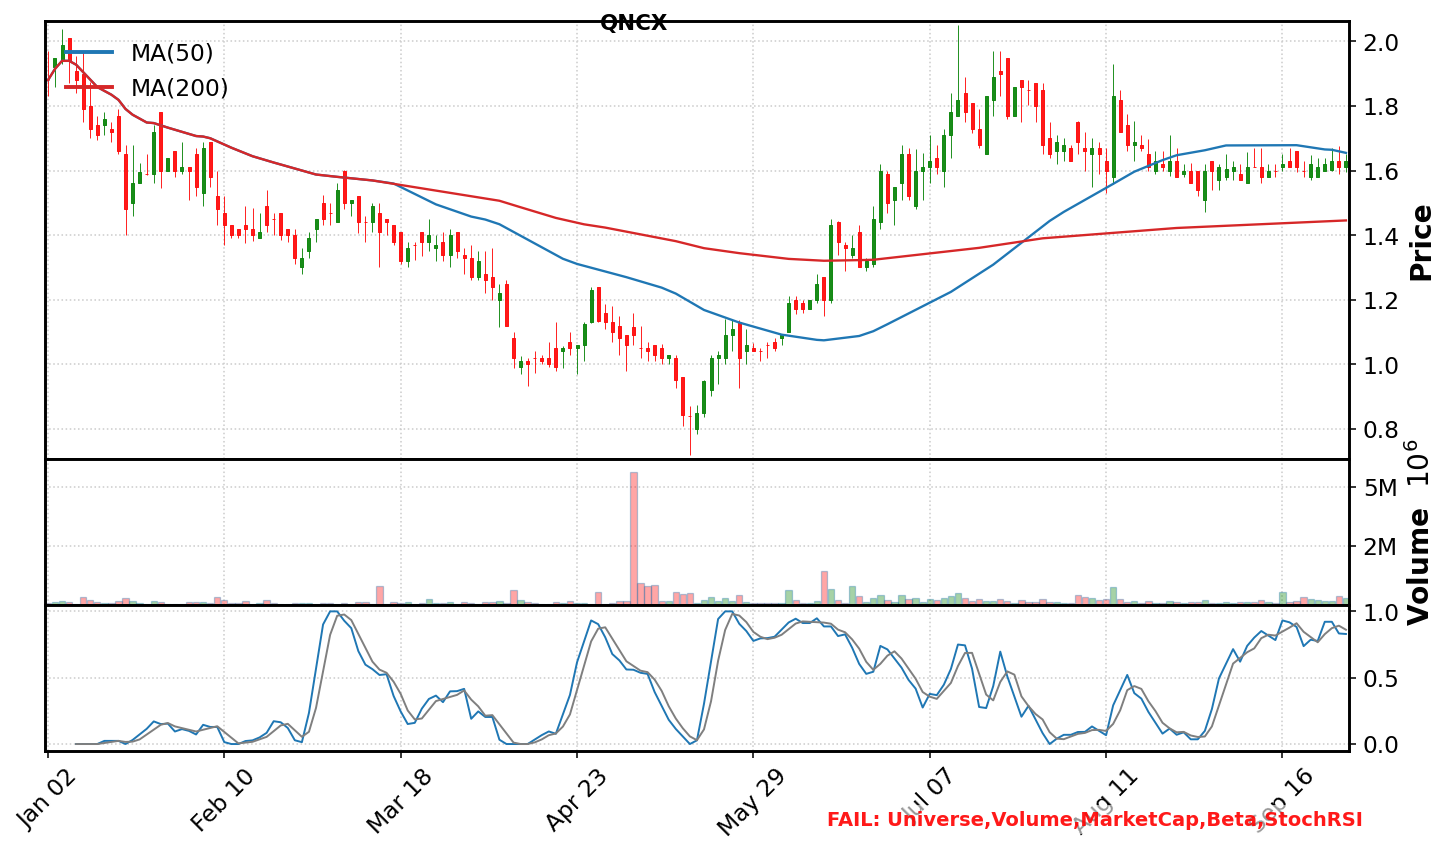 QNCX
MA(50)
MA(200)
2.0
1.8
1.6
1.4
1.2
1.0
0.8
Price
10⁶
5M
2M
Volume
1.0
0.5
0.0
Jan 02
Feb 10
Mar 18
Apr 23
May 29
Jul 07
Aug 11
Sep 16
FAIL: Universe,Volume,MarketCap,Beta,StochRSI